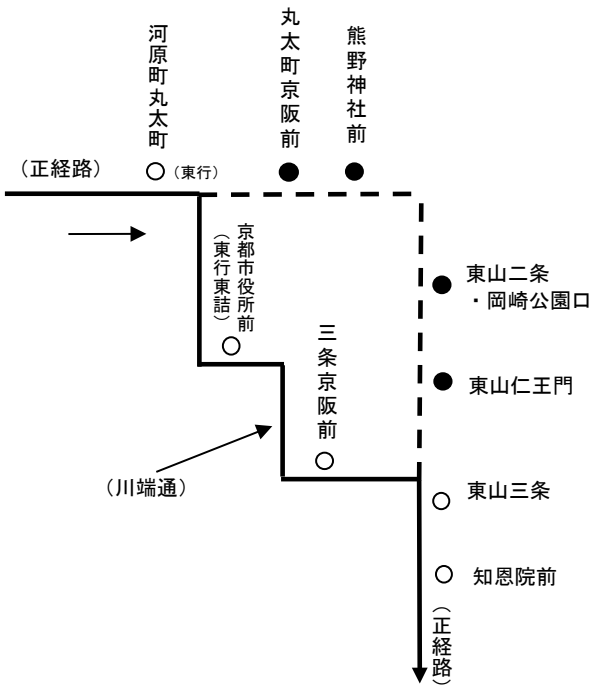 河原町丸太町
丸太町京阪前
熊野神社前
（正経路）
（東行）
京都市役所前
（東行東詰）
東山二条
・岡崎公園口
三条京阪前
東山仁王門
（川端通）
東山三条
知恩院前
（正経路）